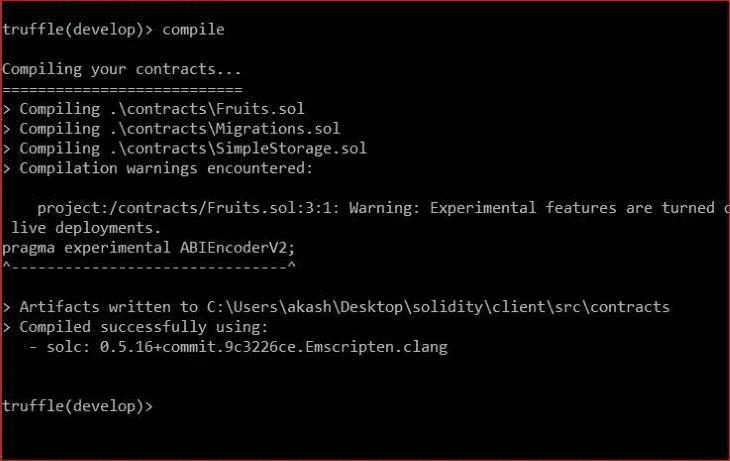 truffle(develop)> compile
Compiling your contracts...
===========================
> Compiling .\contracts\Fruits.sol
> Compiling .\contracts\Migrations.sol
> Compiling .\contracts\SimpleStorage.sol
> Compilation warnings encountered:
project:/contracts/Fruits.sol:3:1: Warning: Experimental features are turned
live deployments.
pragma experimental ABIEncoderV2;
^-------------------------------^
> Artifacts written to C:\Users\akash\Desktop\solidity\client\src\contracts
> Compiled successfully using:
- solc: 0.5.16+commit.9c3226ce.Emscripten.clang
truffle(develop)>